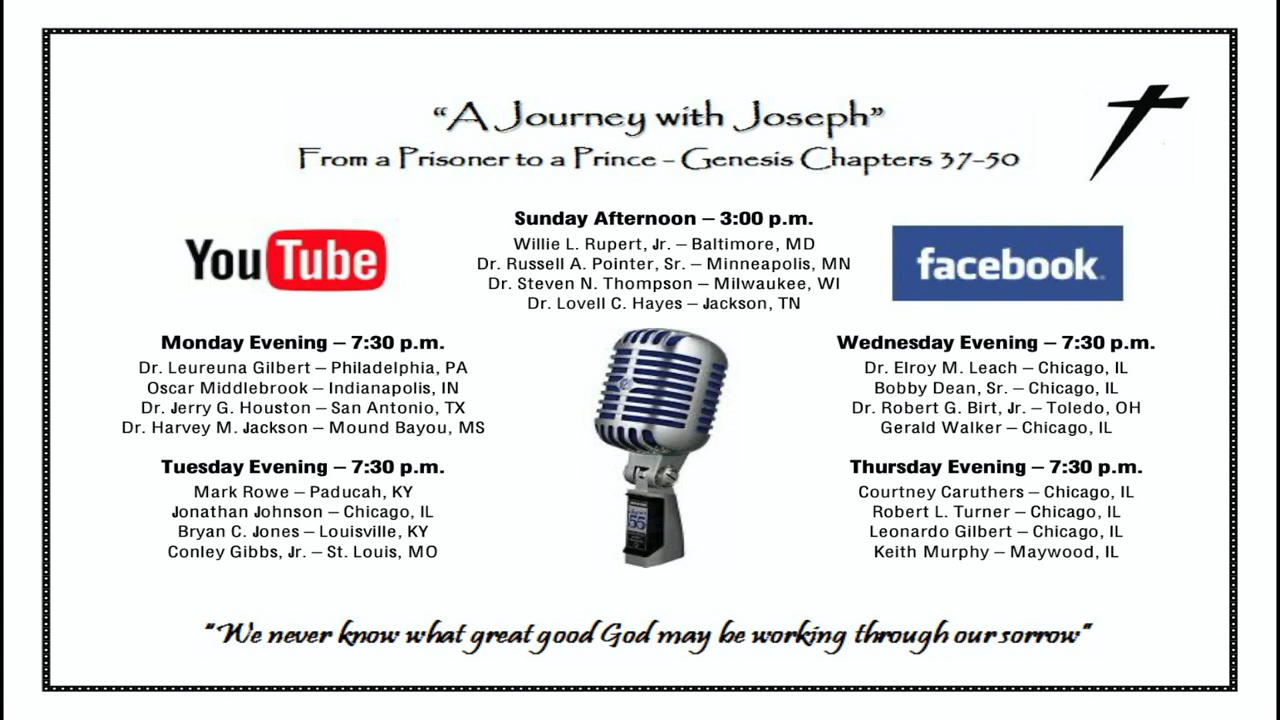 “A Journey with Joseph”
From a Prisoner to a Prince – Genesis Chapters 37-50
Sunday Afternoon – 3:00 p.m.
Willie L. Rupert, Jr. – Baltimore, MD
Dr. Russell A. Pointer, Sr. – Minneapolis, MN
Dr. Steven N. Thompson – Milwaukee, WI
Dr. Lovell C. Hayes – Jackson, TN
YouTube
facebook
Monday Evening – 7:30 p.m.
Dr. Leureuna Gilbert – Philadelphia, PA
Oscar Middlebrook – Indianapolis, IN
Dr. Jerry G. Houston – San Antonio, TX
Dr. Harvey M. Jackson – Mound Bayou, MS
Tuesday Evening – 7:30 p.m.
Mark Rowe – Paducah, KY
Jonathan Johnson – Chicago, IL
Bryan C. Jones – Louisville, KY
Conley Gibbs, Jr. – St. Louis, MO
Wednesday Evening – 7:30 p.m.
Dr. Elroy M. Leach – Chicago, IL
Bobby Dean, Sr. – Chicago, IL
Dr. Robert G. Birt, Jr. – Toledo, OH
Gerald Walker – Chicago, IL
Thursday Evening – 7:30 p.m.
Courtney Caruthers – Chicago, IL
Robert L. Turner – Chicago, IL
Leonardo Gilbert – Chicago, IL
Keith Murphy – Maywood, IL
55
"We never know what great good God may be working through our sorrow"